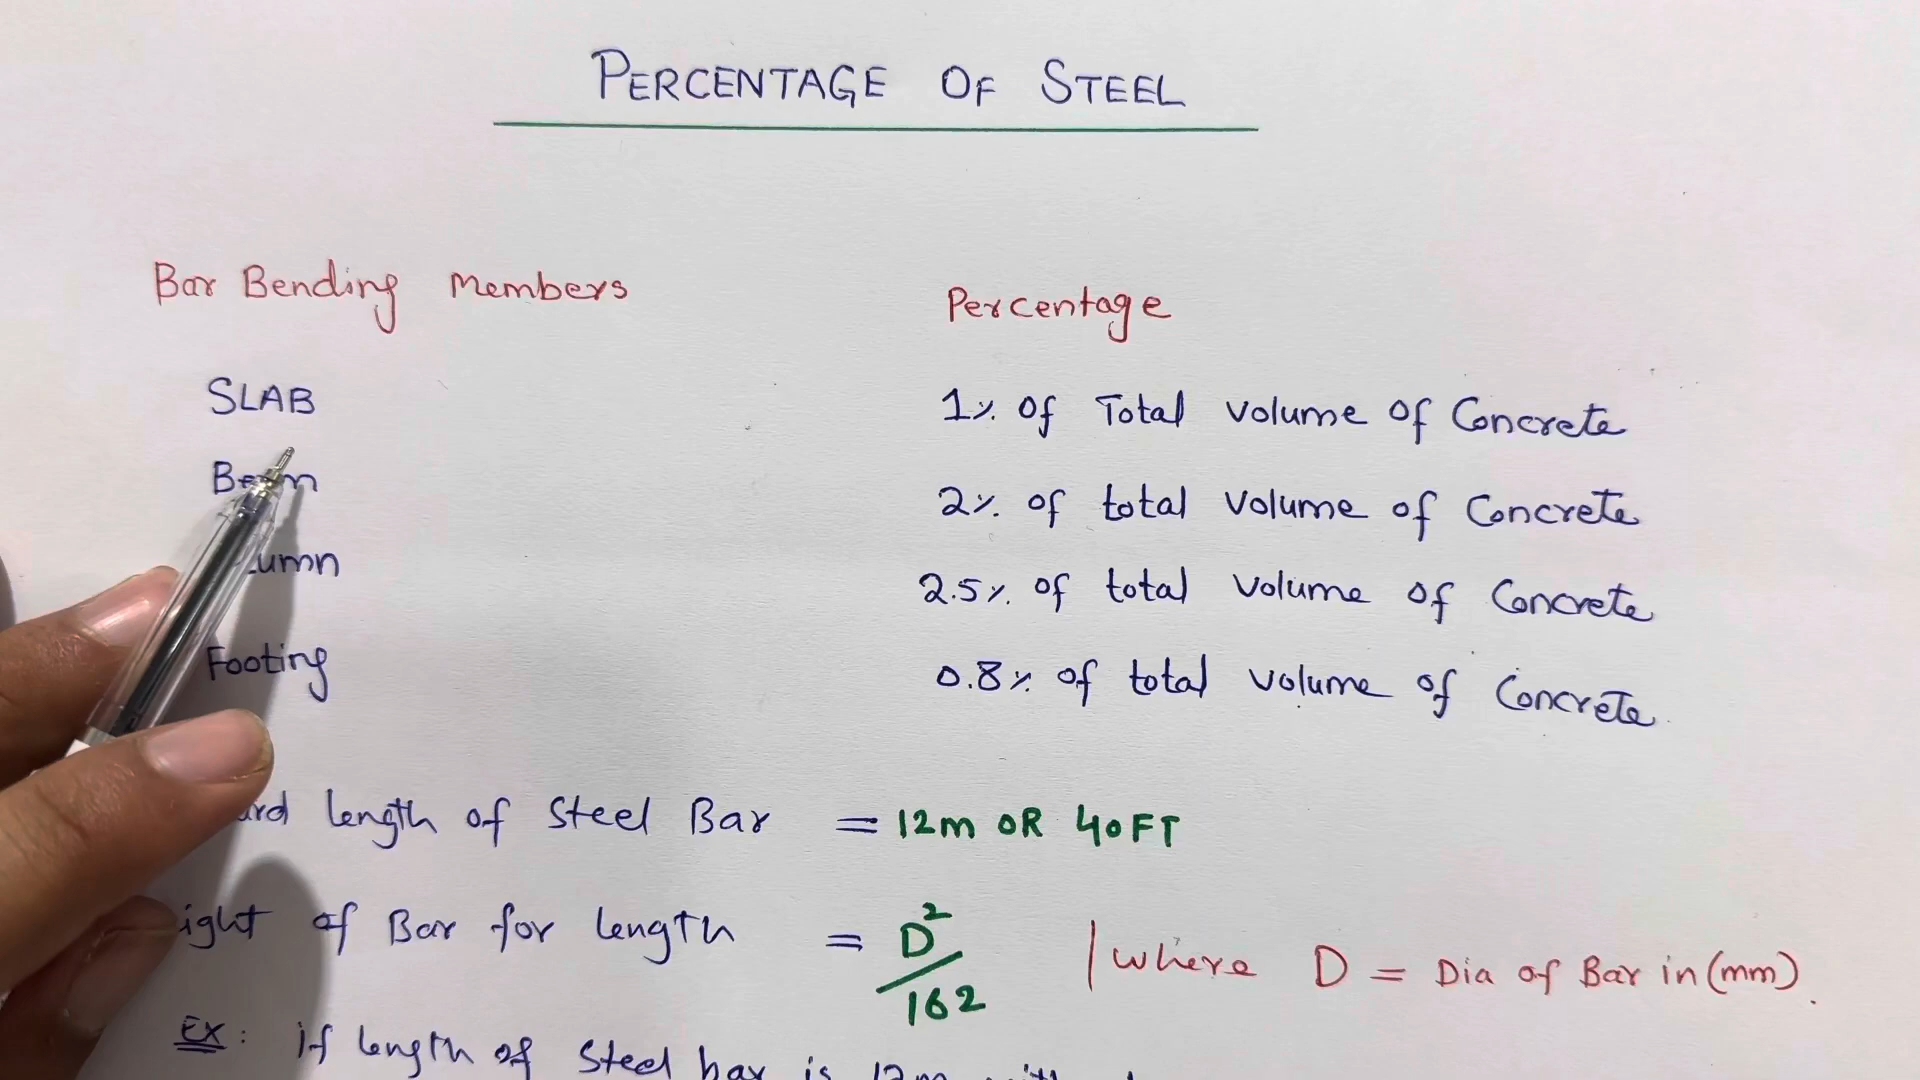 PERCENTAGE OF STEEL
Bar Bending Members Percentage
SLAB 1% Of Total Volume Of Concrete
2% of total Volume of Concrete
2.5% of total Volume Of Concrete
Footing 0.8% of total volume of Concrete
length of Steel Bar = 12m OR 40FT
of Bar for length = D²/162 | where D = Dia of Bar in (mm).
Ex: if length of Steel bar is 12m